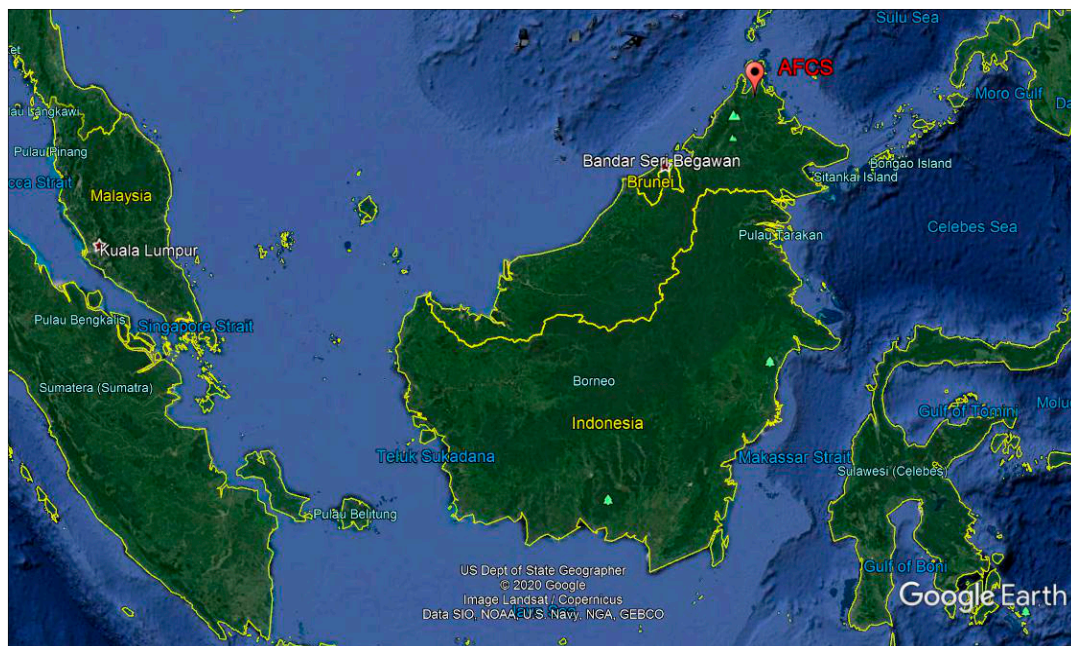 Sulu Sea
AFCS
Moro Gulf
Pulau Langkawi
Pulau Pinang
Bandar Seri Begawan
Brunei
Bongao Island
Sitankai Island
Malaysia
Celebes Sea
Pulau Tarakan
Kuala Lumpur
Pulau Bengkalis
Singapore Strait
Sumatera (Sumatra)
Borneo
Gulf of Tomini
Indonesia
Teluk Sukadana
Makassar Strait
Sulawesi (Celebes)
Pulau Belitung
Gulf of Boni
US Dept of State Geographer
© 2020 Google
Image Landsat / Copernicus
Data SIO, NOAA, U.S. Navy, NGA, GEBCO
Google Earth